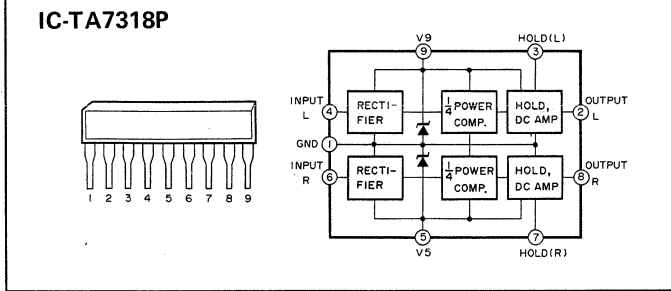 IC-TA7318P
1 2 3 4 5 6 7 8 9
V9
9
HOLD(L)
3
INPUT
L
4
RECTI-
FIER
1/4 POWER
COMP.
HOLD,
DC AMP
2
OUTPUT
L
GND
1
INPUT
R
6
RECTI-
FIER
1/4 POWER
COMP.
HOLD,
DC AMP
8
OUTPUT
R
5
V5
7
HOLD(R)